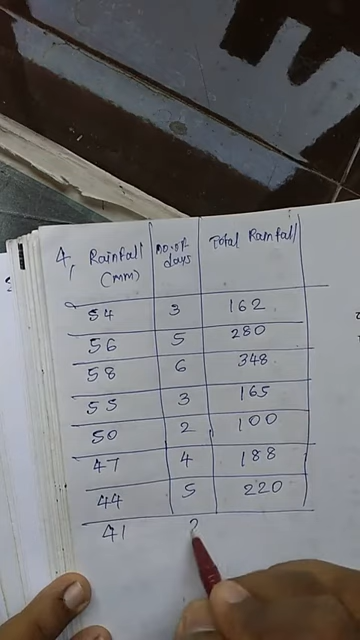 4, Rainfall (mm) No. of days Total Rainfall
54 3 162
56 5 280
58 6 348
55 3 165
50 2 100
47 4 188
44 5 220
41